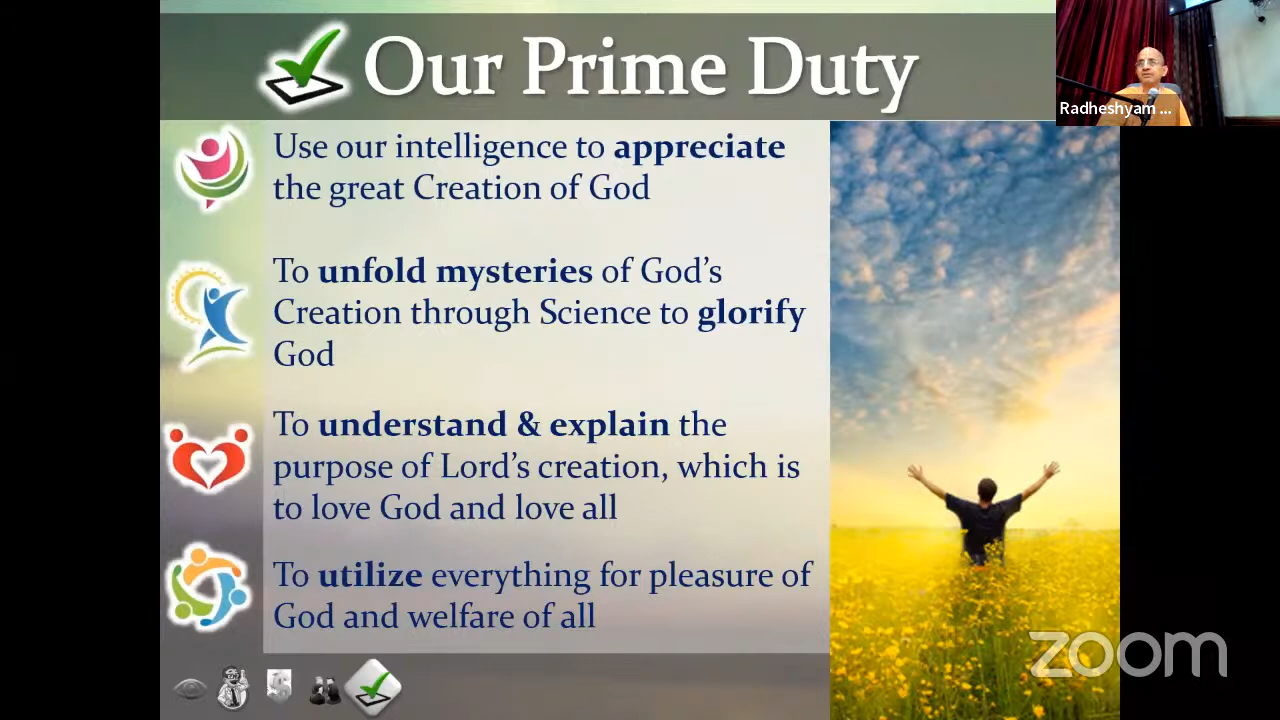 Our Prime Duty
Radheshyam ...
Use our intelligence to appreciate
the great Creation of God
To unfold mysteries of God's
Creation through Science to glorify
God
To understand & explain the
purpose of Lord's creation, which is
to love God and love all
To utilize everything for pleasure of
God and welfare of all
zoom